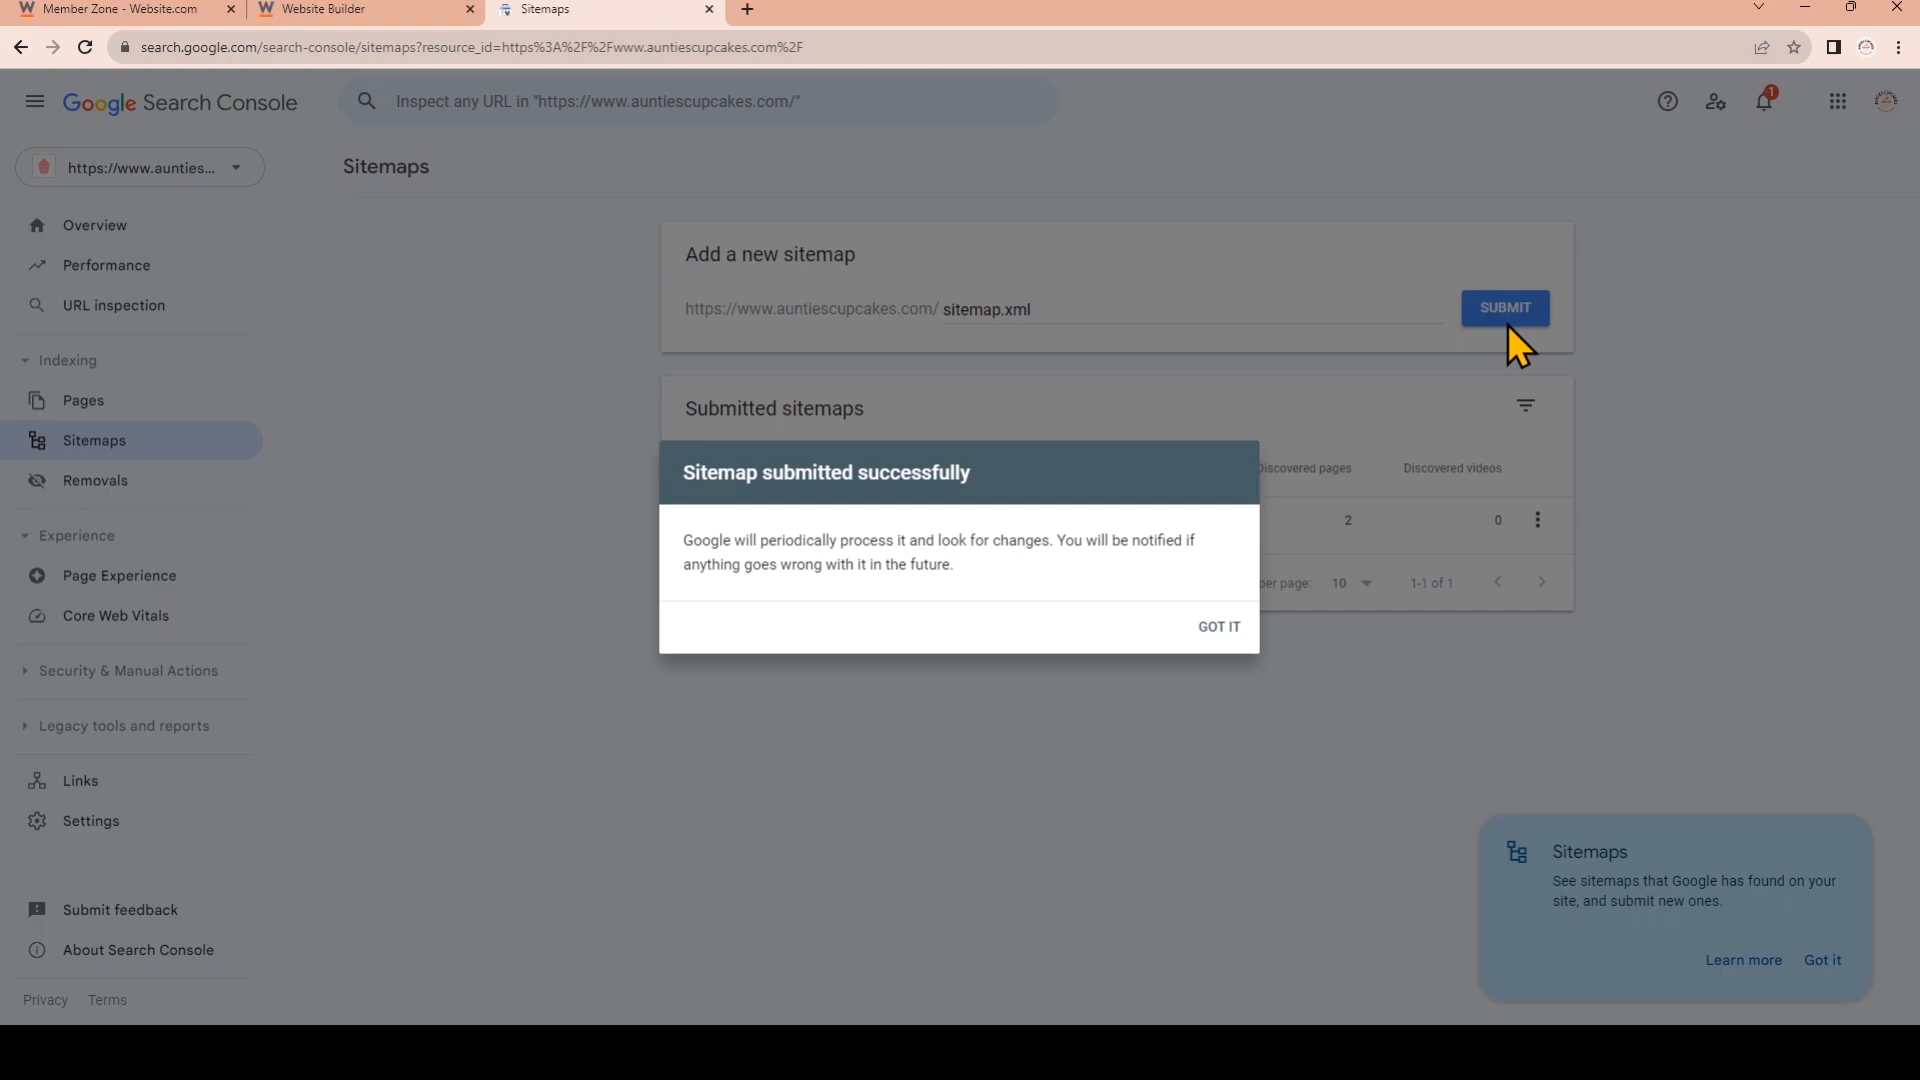 Member Zone - Website.com
Website Builder
Sitemaps
search.google.com/search-console/sitemaps?resource_id=https%3A%2F%2Fwww.auntiescupcakes.com%2F
Google Search Console
Inspect any URL in "https://www.auntiescupcakes.com/"
1
https://www.aunties...
Sitemaps
Overview
Performance
URL inspection
Indexing
Pages
Sitemaps
Removals
Experience
Page Experience
Core Web Vitals
Security & Manual Actions
Legacy tools and reports
Links
Settings
Submit feedback
About Search Console
Privacy Terms
Add a new sitemap
https://www.auntiescupcakes.com/ sitemap.xml
SUBMIT
Submitted sitemaps
Discovered pages Discovered videos
2 0
per page: 10 1-1 of 1
Sitemap submitted successfully
Google will periodically process it and look for changes. You will be notified if
anything goes wrong with it in the future.
GOT IT
Sitemaps
See sitemaps that Google has found on your
site, and submit new ones.
Learn more Got it